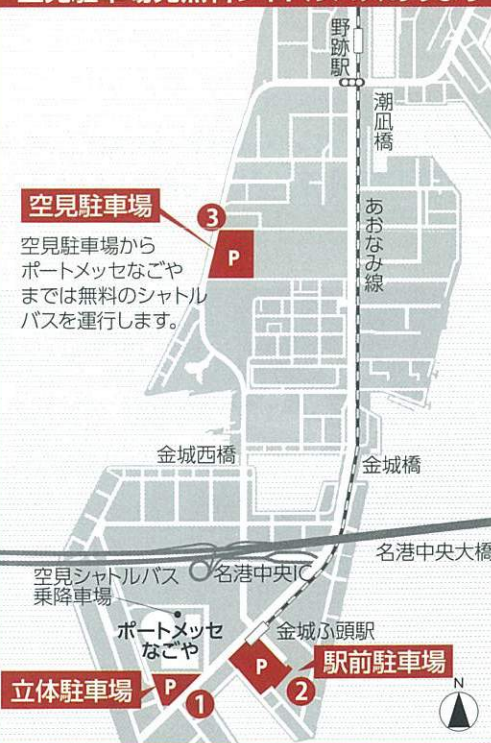 野跡駅
潮凪橋
空見駐車場
3
P
あおなみ線
空見駐車場から
ポートメッセなごや
までは無料のシャトル
バスを運行します。
金城西橋
金城橋
名港中央大橋
空見シャトルバス
乗降車場
名港中央IC
ポートメッセ
なごや
金城ふ頭駅
P
駅前駐車場
立体駐車場
P
1
2
N